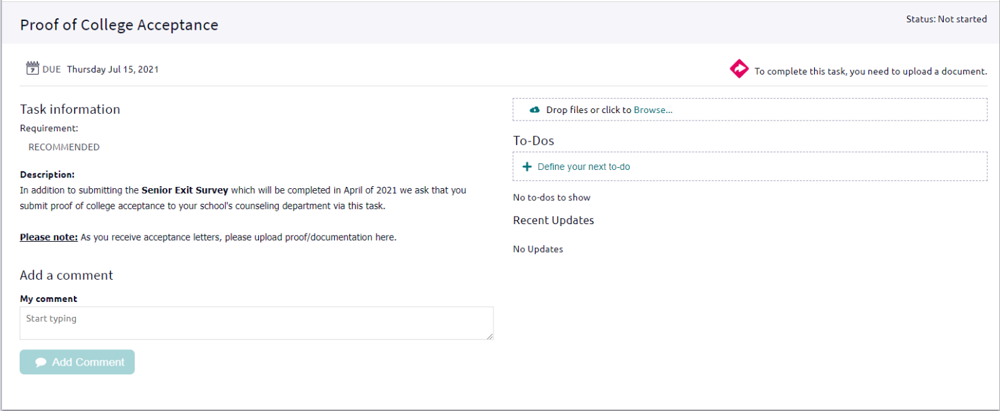 Proof of College Acceptance
Status: Not started
7
DUE Thursday Jul 15, 2021
To complete this task, you need to upload a document.
Task information
Requirement:
RECOMMENDED
Description:
In addition to submitting the Senior Exit Survey which will be completed in April of 2021 we ask that you
submit proof of college acceptance to your school's counseling department via this task.
Please note: As you receive acceptance letters, please upload proof/documentation here.
Add a comment
My comment
Start typing
Add Comment
Drop files or click to Browse...
To-Dos
Define your next to-do
No to-dos to show
Recent Updates
No Updates